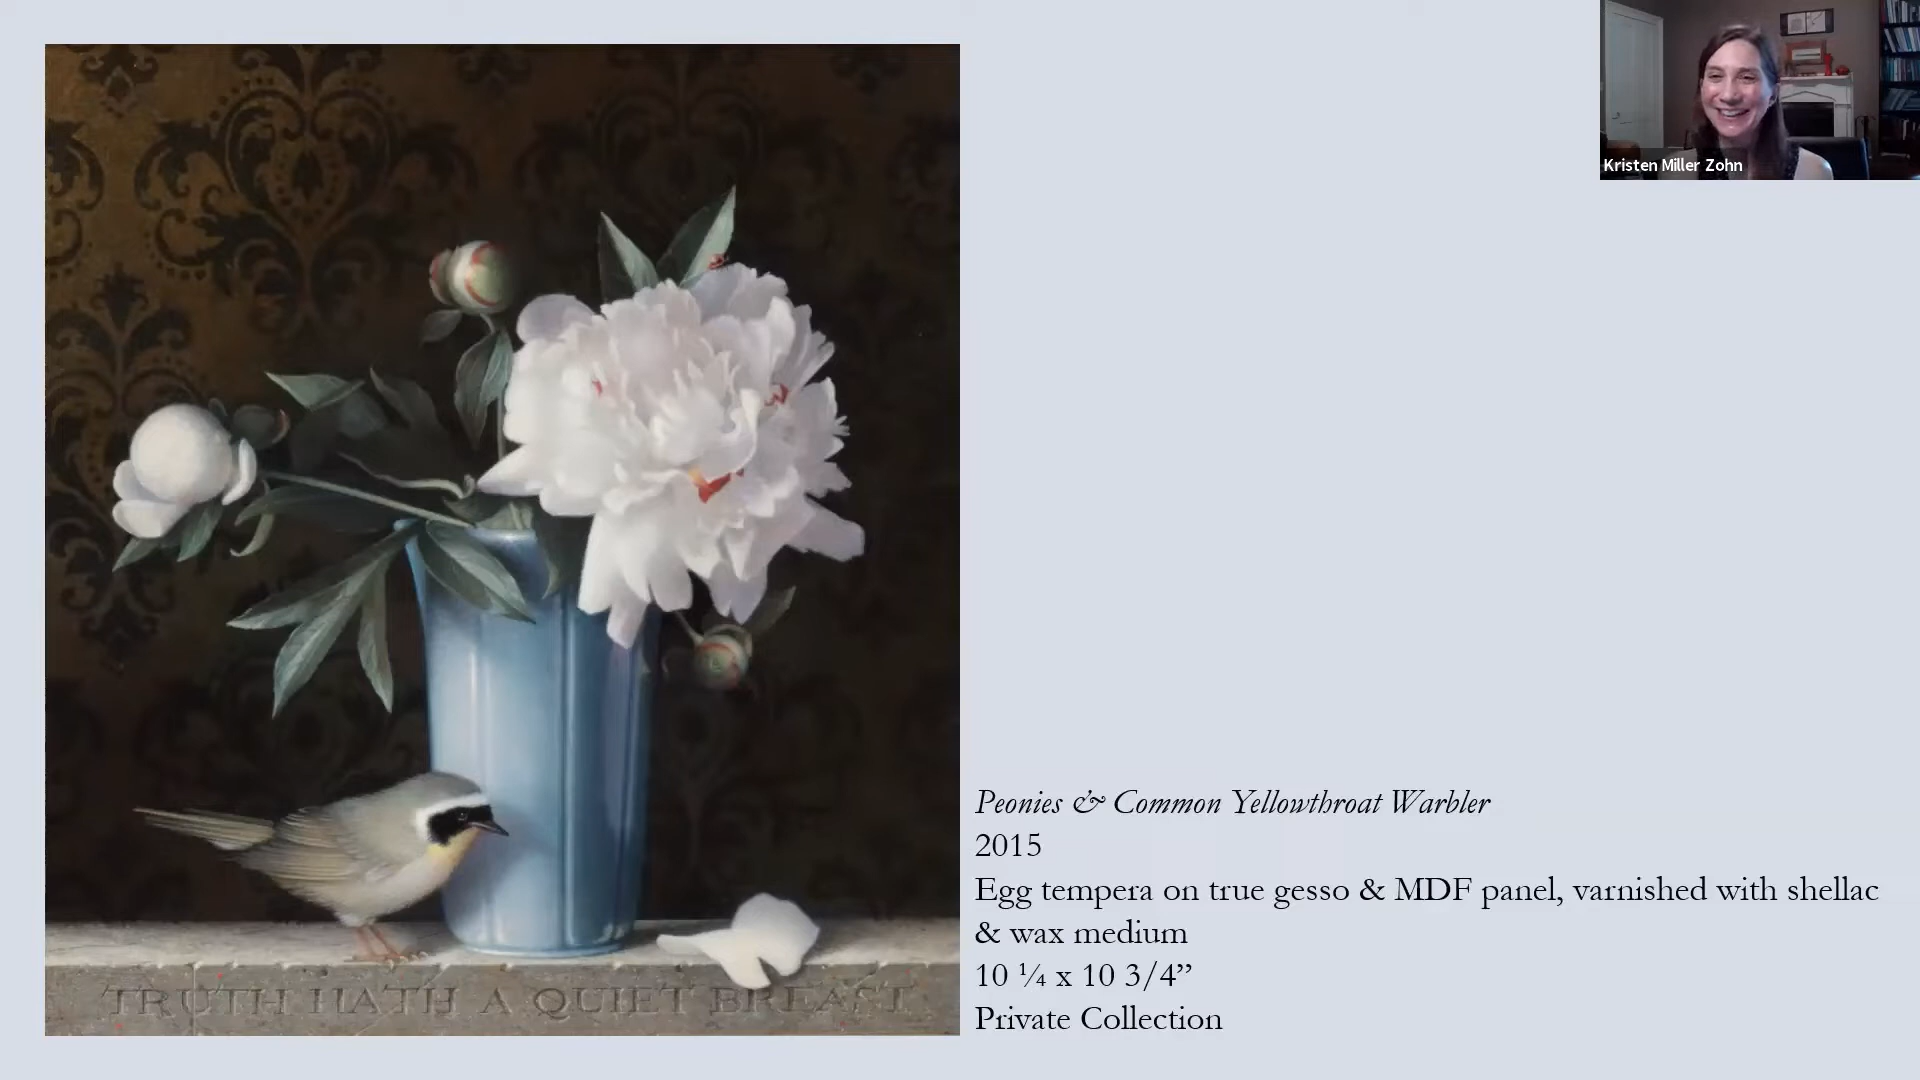 Kristen Miller Zohn
Peonies & Common Yellowthroat Warbler
2015
Egg tempera on true gesso & MDF panel, varnished with shellac
& wax medium
10 ¼ x 10 3/4”
Private Collection
TRUTH HATH A QUIET BREAST